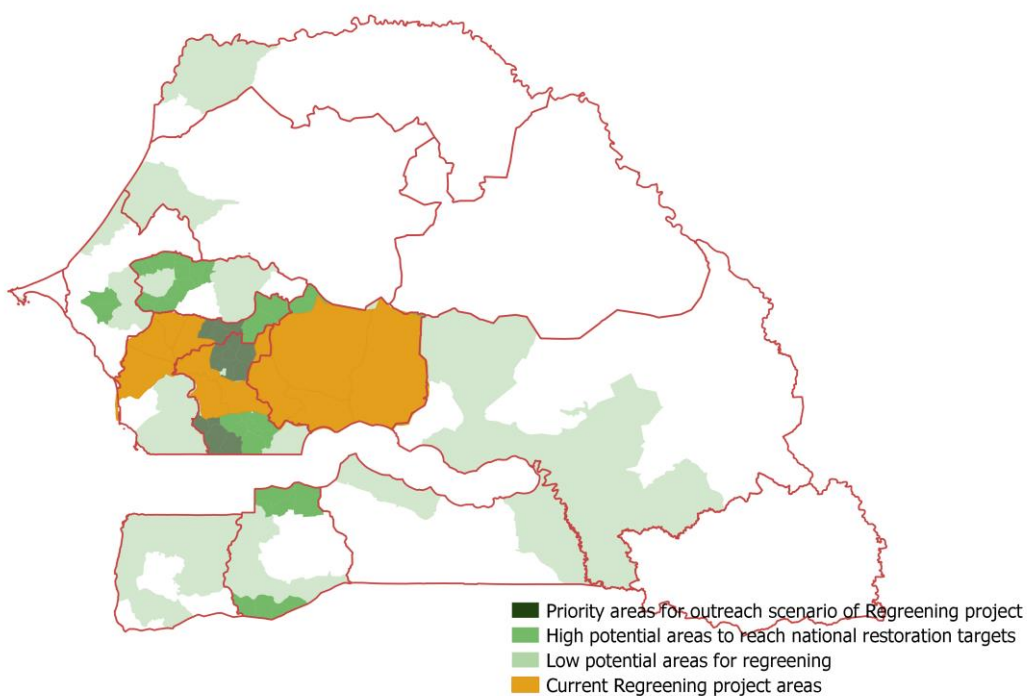 Priority areas for outreach scenario of Regreening project
High potential areas to reach national restoration targets
Low potential areas for regreening
Current Regreening project areas